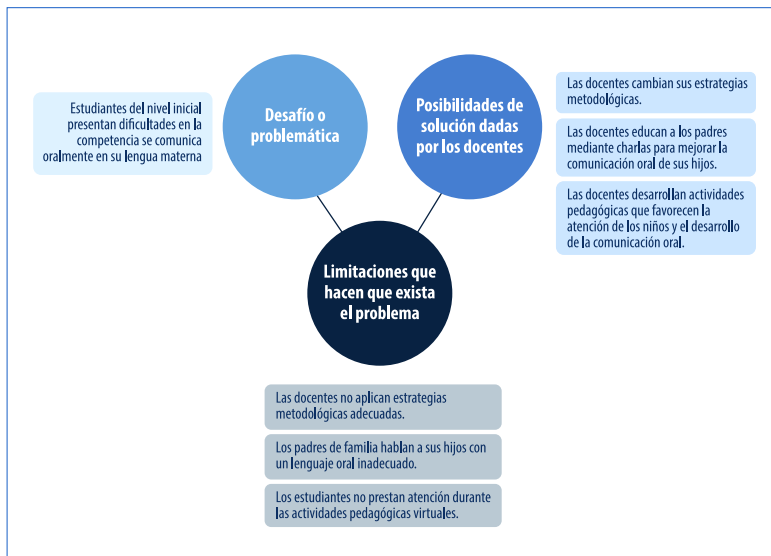 Estudiantes del nivel inicial
presentan dificultades en la
competencia se comunica
oralmente en su lengua materna
Desafío o
problemática
Posibilidades de
solución dadas
por los docentes
Las docentes cambian sus estrategias
metodológicas.
Las docentes educan a los padres
mediante charlas para mejorar la
comunicación oral de sus hijos.
Las docentes desarrollan actividades
pedagógicas que favorecen la
atención de los niños y el desarrollo
de la comunicación oral.
Limitaciones que
hacen que exista
el problema
Las docentes no aplican estrategias
metodológicas adecuadas.
Los padres de familia hablan a sus hijos con
un lenguaje oral inadecuado.
Los estudiantes no prestan atención durante
las actividades pedagógicas virtuales.